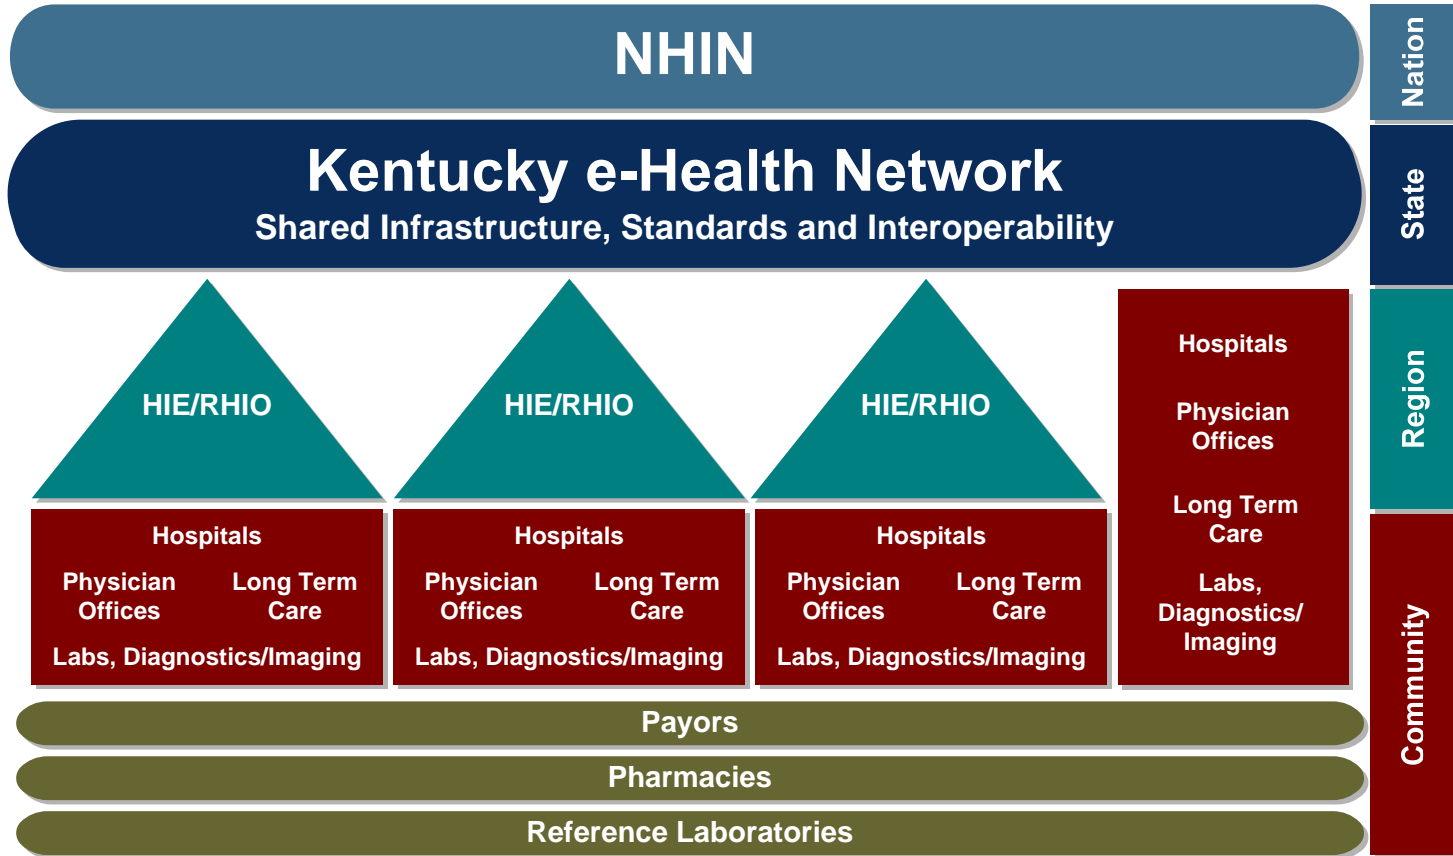 NHIN
Nation
Kentucky e-Health Network
Shared Infrastructure, Standards and Interoperability
State
HIE/RHIO
HIE/RHIO
HIE/RHIO
Region
Hospitals
Physician
Offices
Long Term
Care
Labs, Diagnostics/Imaging
Hospitals
Physician
Offices
Long Term
Care
Labs, Diagnostics/Imaging
Hospitals
Physician
Offices
Long Term
Care
Labs, Diagnostics/Imaging
Hospitals
Physician
Offices
Long Term
Care
Labs,
Diagnostics/
Imaging
Community
Payors
Pharmacies
Reference Laboratories